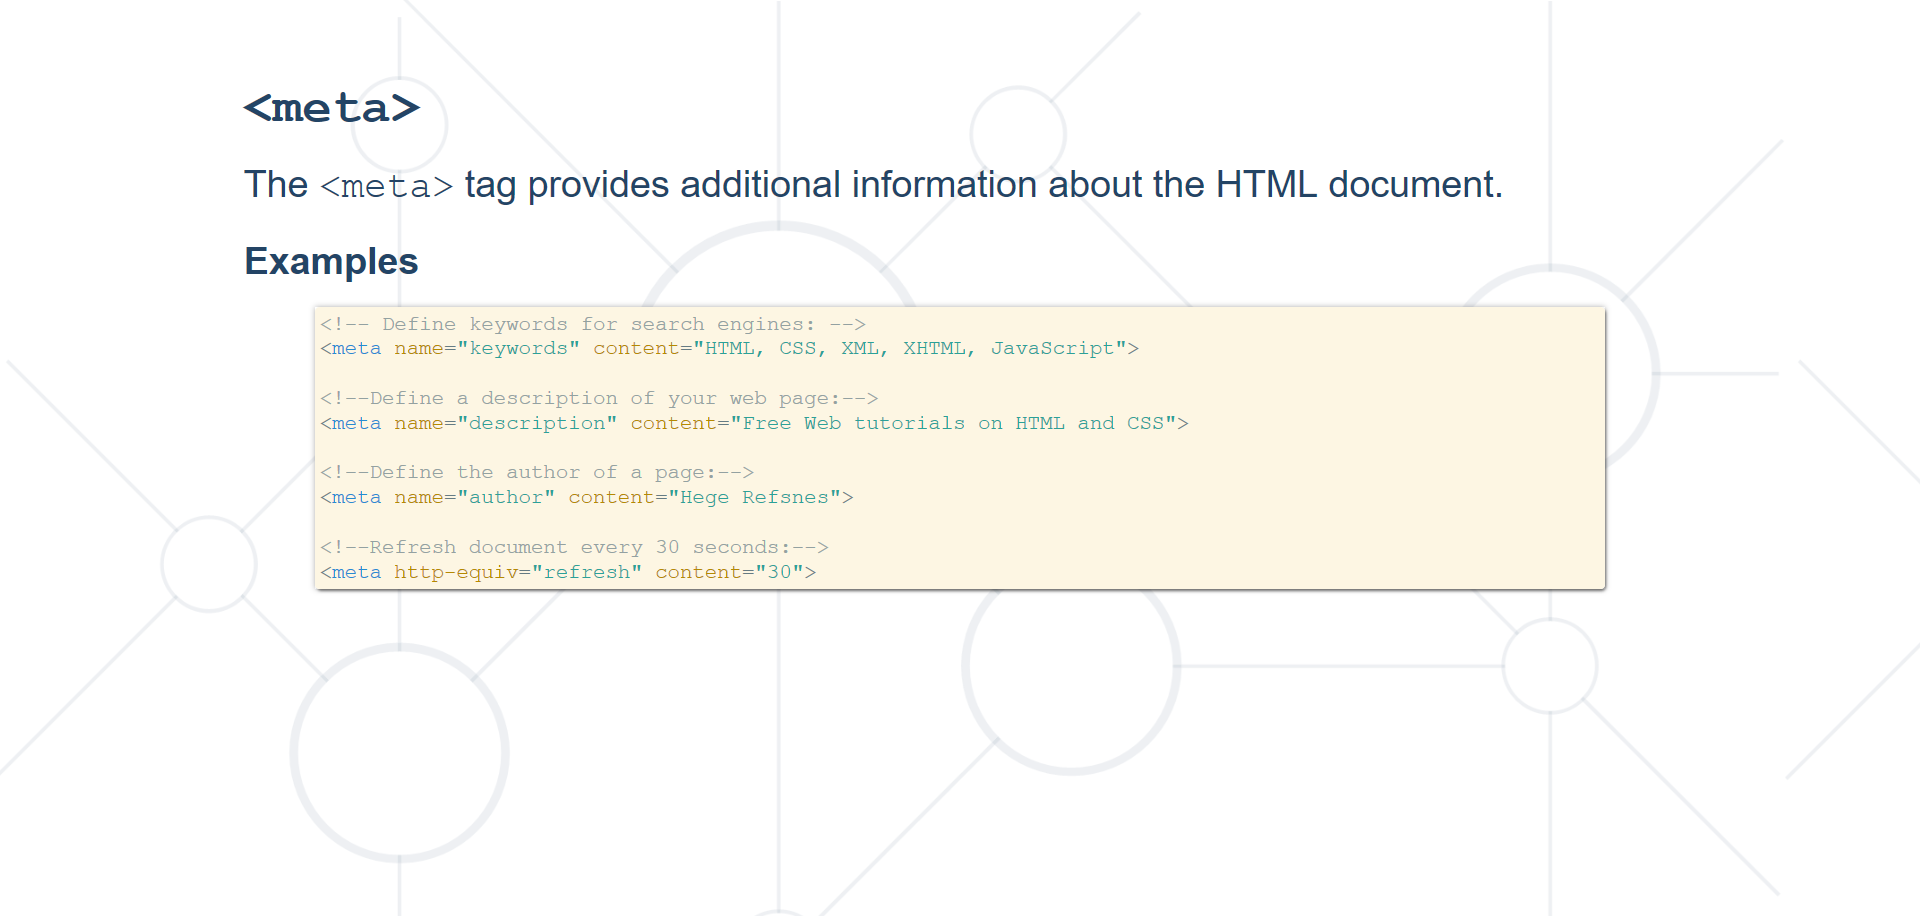 <meta>
The <meta> tag provides additional information about the HTML document.
Examples
<!-- Define keywords for search engines: -->
<meta name="keywords" content="HTML, CSS, XML, XHTML, JavaScript">
<!--Define a description of your web page:-->
<meta name="description" content="Free Web tutorials on HTML and CSS">
<!--Define the author of a page:-->
<meta name="author" content="Hege Refsnes">
<!--Refresh document every 30 seconds:-->
<meta http-equiv="refresh" content="30">